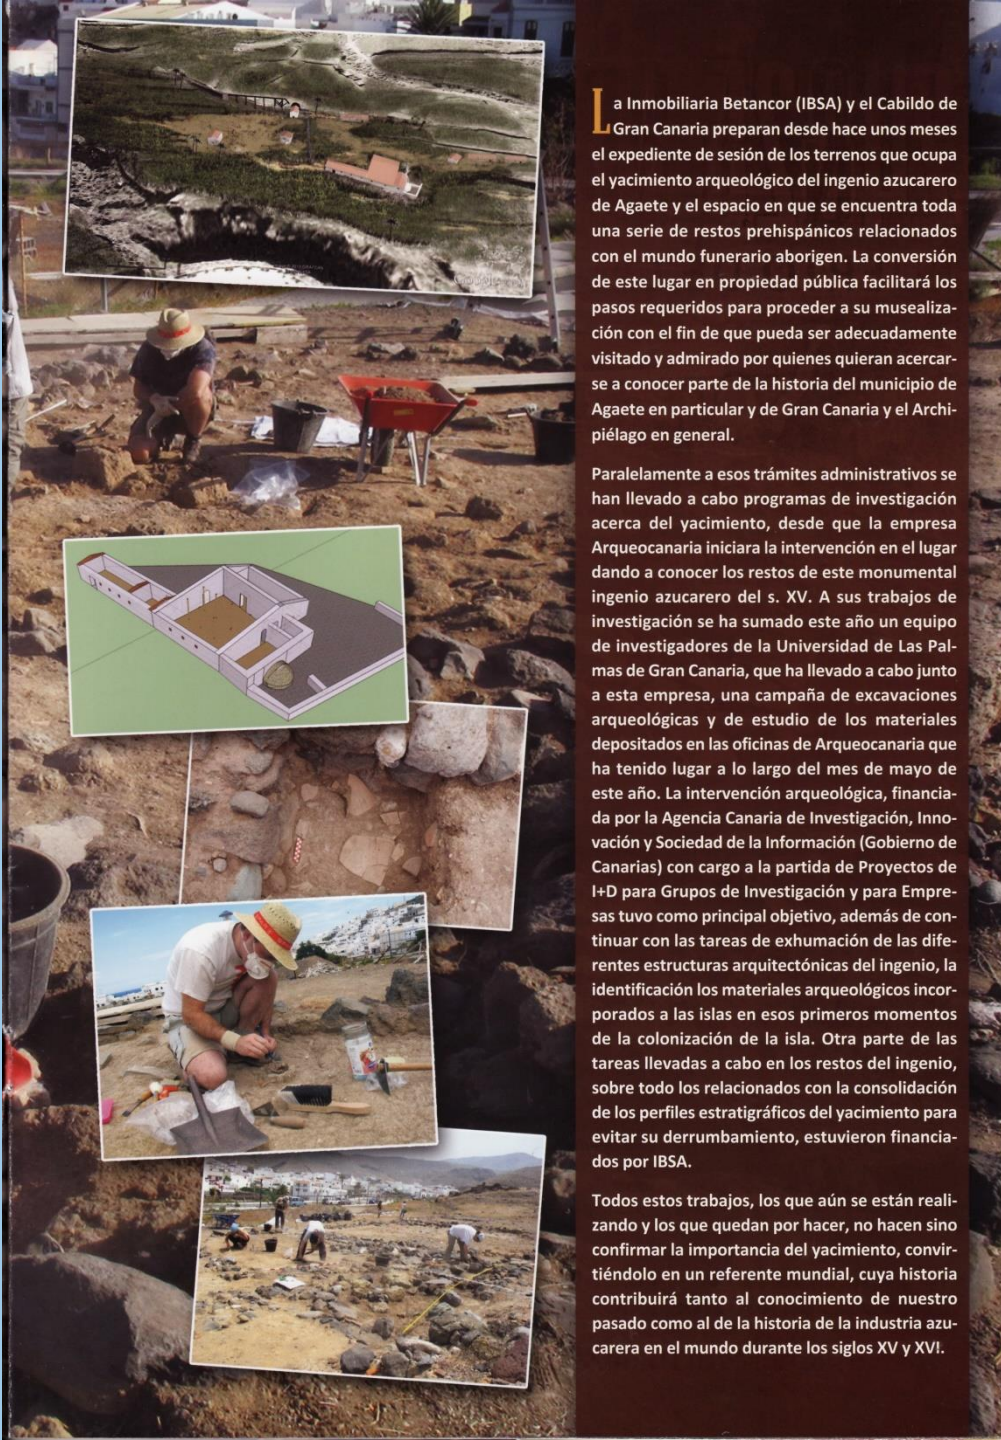 La Inmobiliaria Betancor (IBSA) y el Cabildo de
Gran Canaria preparan desde hace unos meses
el expediente de sesión de los terrenos que ocupa
el yacimiento arqueológico del ingenio azucarero
de Agaete y el espacio en que se encuentra toda
una serie de restos prehispánicos relacionados
con el mundo funerario aborigen. La conversión
de este lugar en propiedad pública facilitará los
pasos requeridos para proceder a su musealiza-
ción con el fin de que pueda ser adecuadamente
visitado y admirado por quienes quieran acercar-
se a conocer parte de la historia del municipio de
Agaete en particular y de Gran Canaria y el Archi-
piélago en general.
Paralelamente a esos trámites administrativos se
han llevado a cabo programas de investigación
acerca del yacimiento, desde que la empresa
Arqueocanaria iniciara la intervención en el lugar
dando a conocer los restos de este monumental
ingenio azucarero del s. XV. A sus trabajos de
investigación se ha sumado este año un equipo
de investigadores de la Universidad de Las Pal-
mas de Gran Canaria, que ha llevado a cabo junto
a esta empresa, una campaña de excavaciones
arqueológicas y de estudio de los materiales
depositados en las oficinas de Arqueocanaria que
ha tenido lugar a lo largo del mes de mayo de
este año. La intervención arqueológica, financia-
da por la Agencia Canaria de Investigación, Inno-
vación y Sociedad de la Información (Gobierno de
Canarias) con cargo a la partida de Proyectos de
I+D para Grupos de Investigación y para Empre-
sas tuvo como principal objetivo, además de con-
tinuar con las tareas de exhumación de las dife-
rentes estructuras arquitectónicas del ingenio, la
identificación los materiales arqueológicos incor-
porados a las islas en esos primeros momentos
de la colonización de la isla. Otra parte de las
tareas llevadas a cabo en los restos del ingenio,
sobre todo los relacionados con la consolidación
de los perfiles estratigráficos del yacimiento para
evitar su derrumbamiento, estuvieron financia-
dos por IBSA.
Todos estos trabajos, los que aún se están reali-
zando y los que quedan por hacer, no hacen sino
confirmar la importancia del yacimiento, convir-
tiéndolo en un referente mundial, cuya historia
contribuirá tanto al conocimiento de nuestro
pasado como al de la historia de la industria azu-
carera en el mundo durante los siglos XV y XVI.